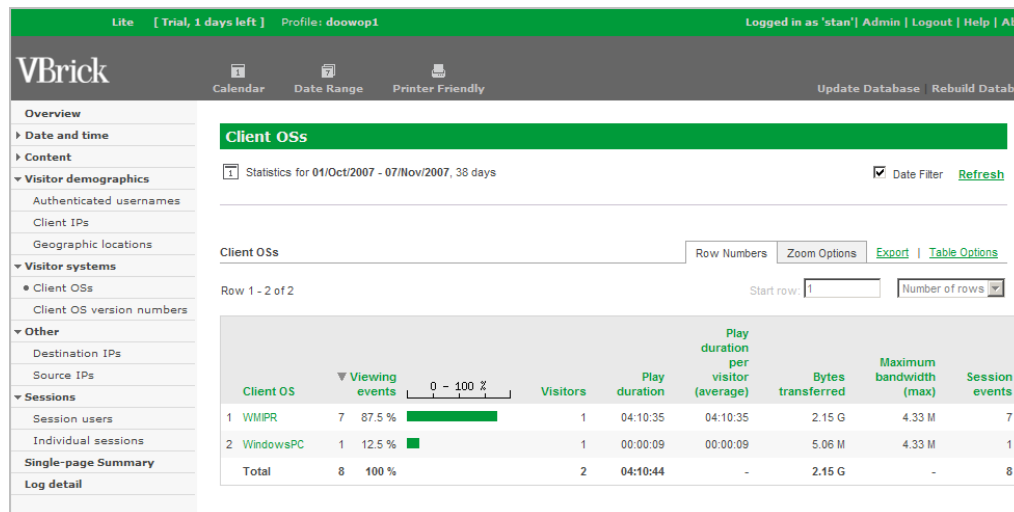 Lite [ Trial, 1 days left ] Profile: doowop1 Logged in as 'stan'| Admin | Logout | Help |
VBrick
1 7
Calendar Date Range Printer Friendly Update Database Rebuild
Overview
Date and time
Content
Visitor demographics
Authenticated usernames
Client IPs
Geographic locations
Visitor systems
Client OSs
Client OS version numbers
Other
Destination IPs
Source IPs
Sessions
Session users
Individual sessions
Single-page Summary
Log detail
Client OSs
1 Statistics for 01/Oct/2007 - 07/Nov/2007, 38 days Date Filter Refresh
Client OSs Row Numbers Zoom Options Export | Table Options
Row 1 - 2 of 2 Start row: 1 Number of rows
Client OS Viewing events 0 - 100 % Visitors Play duration Play duration per visitor (average) Bytes transferred Maximum bandwidth (max) Session events
1 WMIPR 7 87.5 % 1 04:10:35 04:10:35 2.15 G 4.33 M 7
2 WindowsPC 1 12.5 % 1 00:00:09 00:00:09 5.06 M 4.33 M 1
Total 8 100 % 2 04:10:44 - 2.15 G - 8